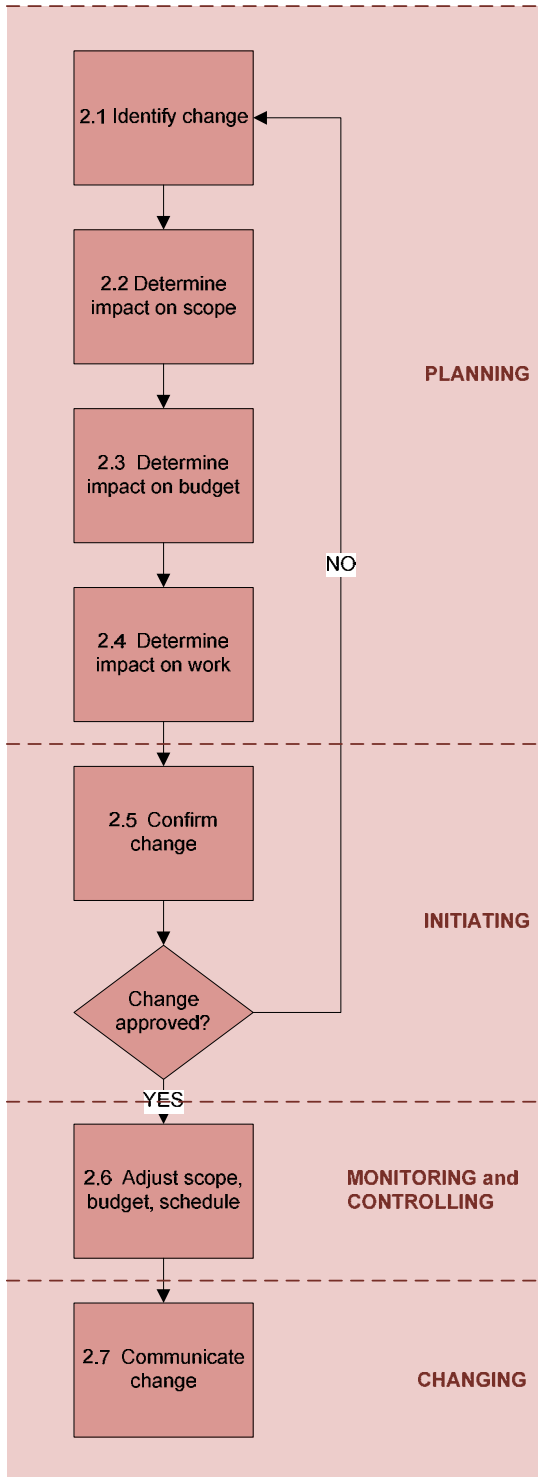 2.1 Identify change
2.2 Determine
impact on scope
PLANNING
2.3 Determine
impact on budget
NO
2.4 Determine
impact on work
2.5 Confirm
change
INITIATING
Change
approved?
YES
2.6 Adjust scope,
budget, schedule
MONITORING and
CONTROLLING
2.7 Communicate
change
CHANGING